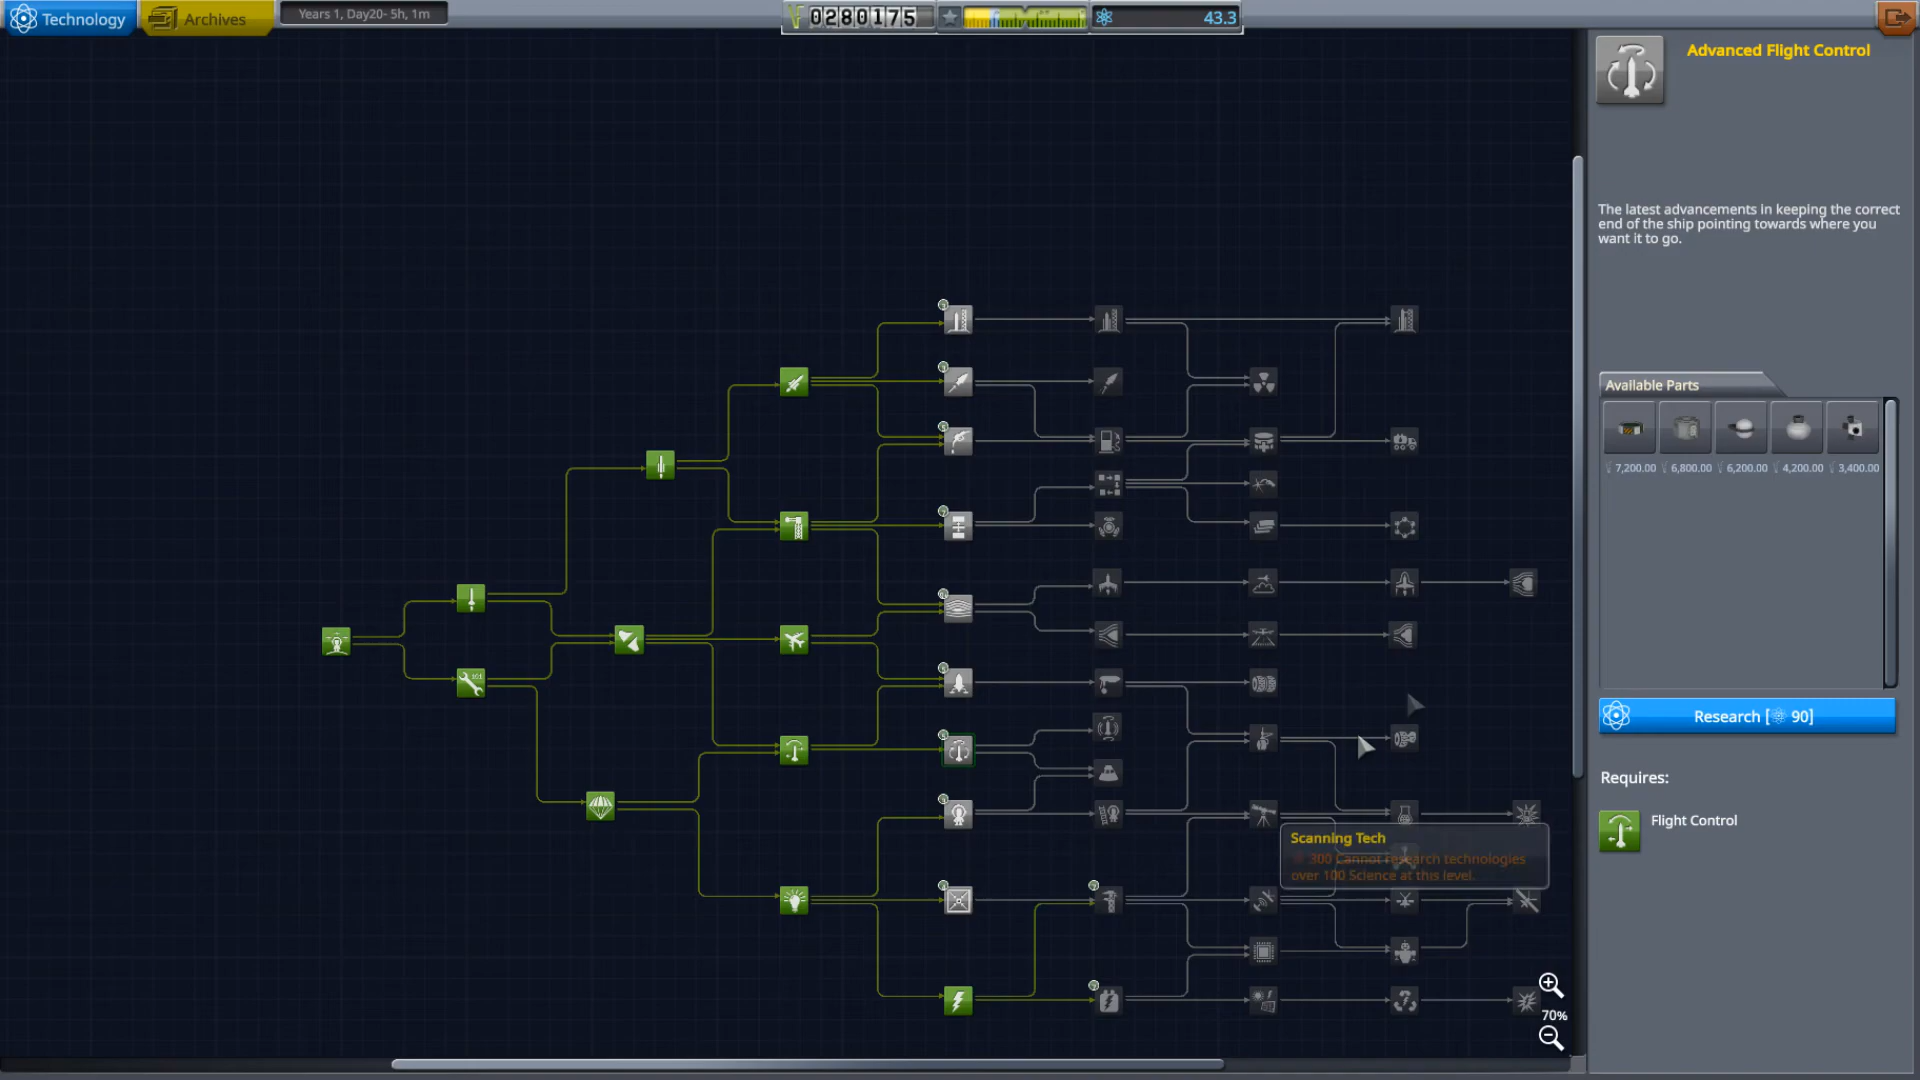 Technology
Archives
Years 1, Day20- 5h, 1m
0280175
43.3
Advanced Flight Control
The latest advancements in keeping the correct
end of the ship pointing towards where you
want it to go.
Available Parts
7,200.00 6,800.00 6,200.00 4,200.00 3,400.00
Research [ 90]
Requires:
Flight Control
Scanning Tech
300 Cannot research technologies
over 100 Science at this level.
70%